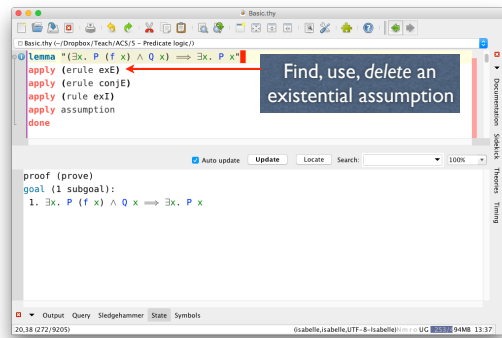 Basic.thy
Basic.thy (~/Dropbox/Teach/ACS/5 – Predicate logic/)
lemma "(∃x. P (f x) ∧ Q x) ⟹ ∃x. P x"
apply (erule exE)
apply (erule conjE)
apply (rule exI)
apply assumption
done
Find, use, delete an
existential assumption
Documentation
Sidekick
Theories
Timing
Auto update Update Locate Search: 100%
proof (prove)
goal (1 subgoal):
1. ∃x. P (f x) ∧ Q x ⟹ ∃x. P x
Output Query Sledgehammer State Symbols
20,38 (272/9205) (isabelle,isabelle,UTF-8-Isabelle) N m r o UG 94MB 13:37